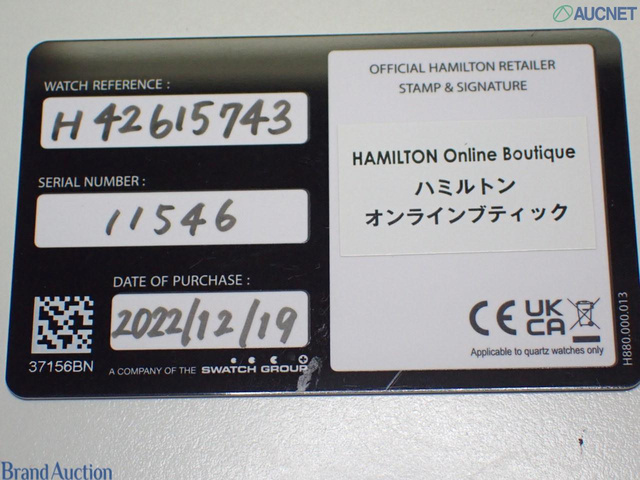 AUCNET
WATCH REFERENCE :
H42615743
SERIAL NUMBER :
11546
DATE OF PURCHASE :
2022/12/19
37156BN
A COMPANY OF THE SWATCH GROUP
OFFICIAL HAMILTON RETAILER
STAMP & SIGNATURE
HAMILTON Online Boutique
ハミルトン
オンラインブティック
CE UK
CA
Applicable to quartz watches only
H880.000.013
Brand Auction